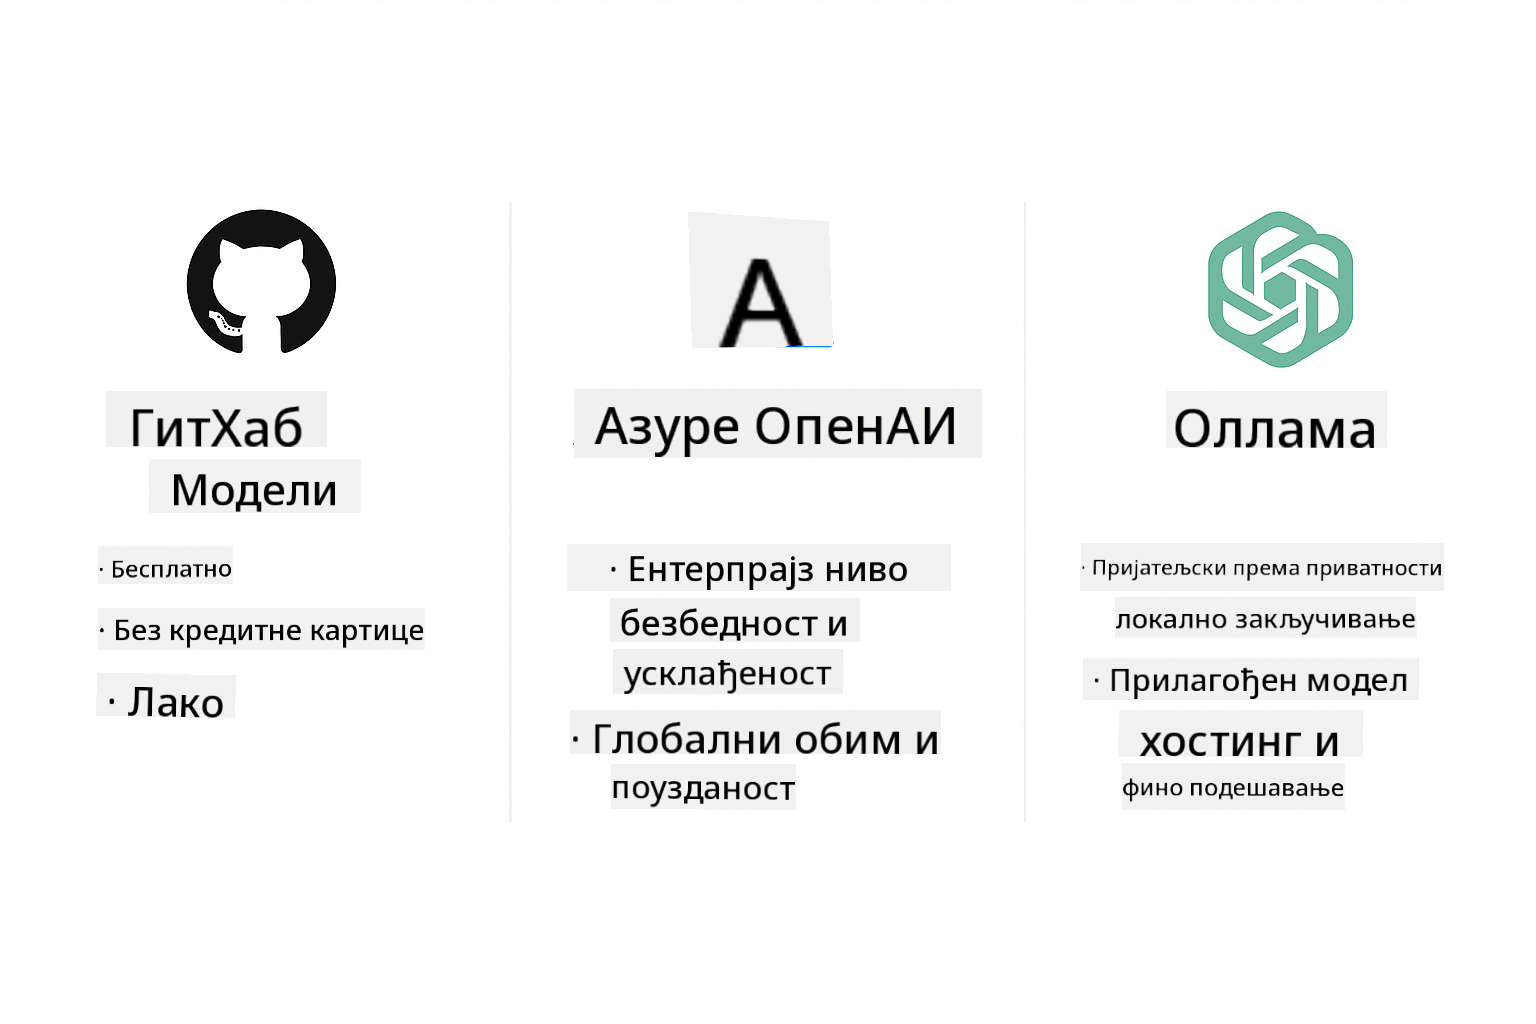 ГитХаб
Модели
· Бесплатно
· Без кредитне картице
· Лако
А
Азуре ОпенАИ
· Ентерпрајз ниво
безбедност и
усклађеност
· Глобални обим и
поузданост
Оллама
· Пријатељски према приватности
локално закључивање
· Прилагођен модел
хостинг и
фино подешавање